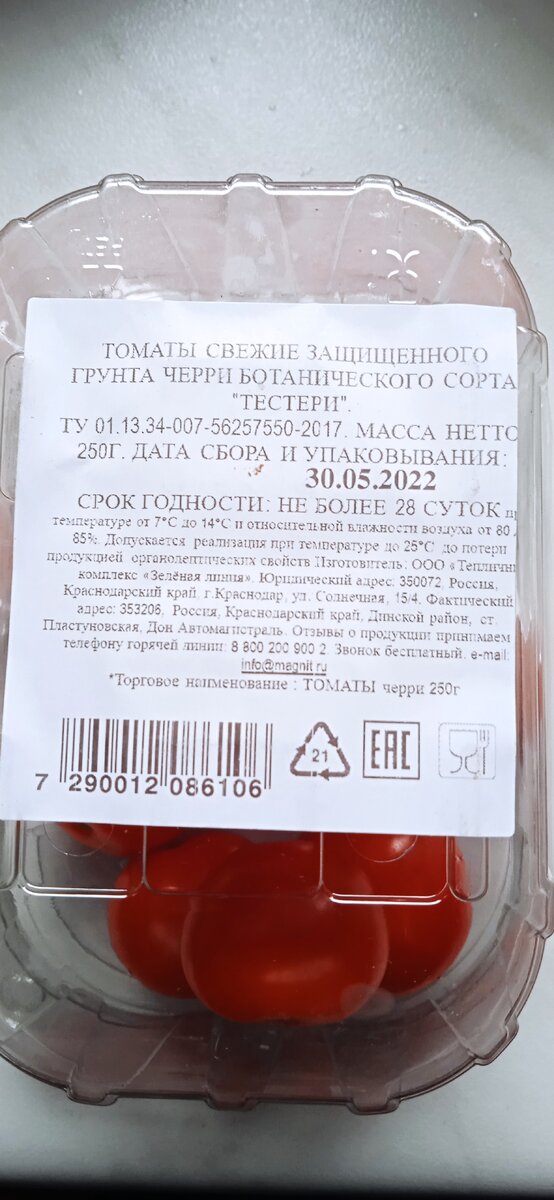 ТОМАТЫ СВЕЖИЕ ЗАЩИЩЕННОГО
ГРУНТА ЧЕРРИ БОТАНИЧЕСКОГО СОРТА
"ТЕСТЕРИ".
ТУ 01.13.34-007-56257550-2017. МАССА НЕТТО
250Г. ДАТА СБОРА И УПАКОВЫВАНИЯ:
30.05.2022
СРОК ГОДНОСТИ: НЕ БОЛЕЕ 28 СУТОК
температуре от 7°С до 14°С и относительной влажности воздуха от 80
85%. Допускается реализация при температуре до 25°С до потери
продукцией органолептических свойств Изготовитель: ООО «Тепличн
комплекс «Зелёная линия». Юридический адрес: 350072, Россия,
Краснодарский край, г.Краснодар, ул. Солнечная, 15/4. Фактический
адрес: 353206, Россия, Краснодарский край, Динской район, ст.
Пластуновская, Дон Автомагистраль. Отзывы о продукции принимаем
телефону горячей линии: 8 800 200 900 2. Звонок бесплатный. e-mail:
info@magnit.ru
*Торговое наименование : ТОМАТЫ черри 250г
21
EAC
7 290012 086106